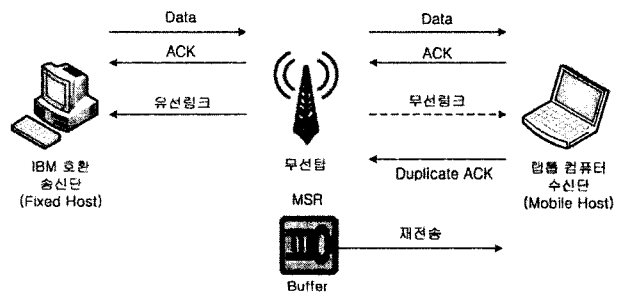 Data
Data
ACK
ACK
유선링크
무선링크
IBM 호환
송신단
(Fixed Host)
무선탑
Duplicate ACK
랩톱 컴퓨터
수신단
(Mobile Host)
MSR
재전송
Buffer